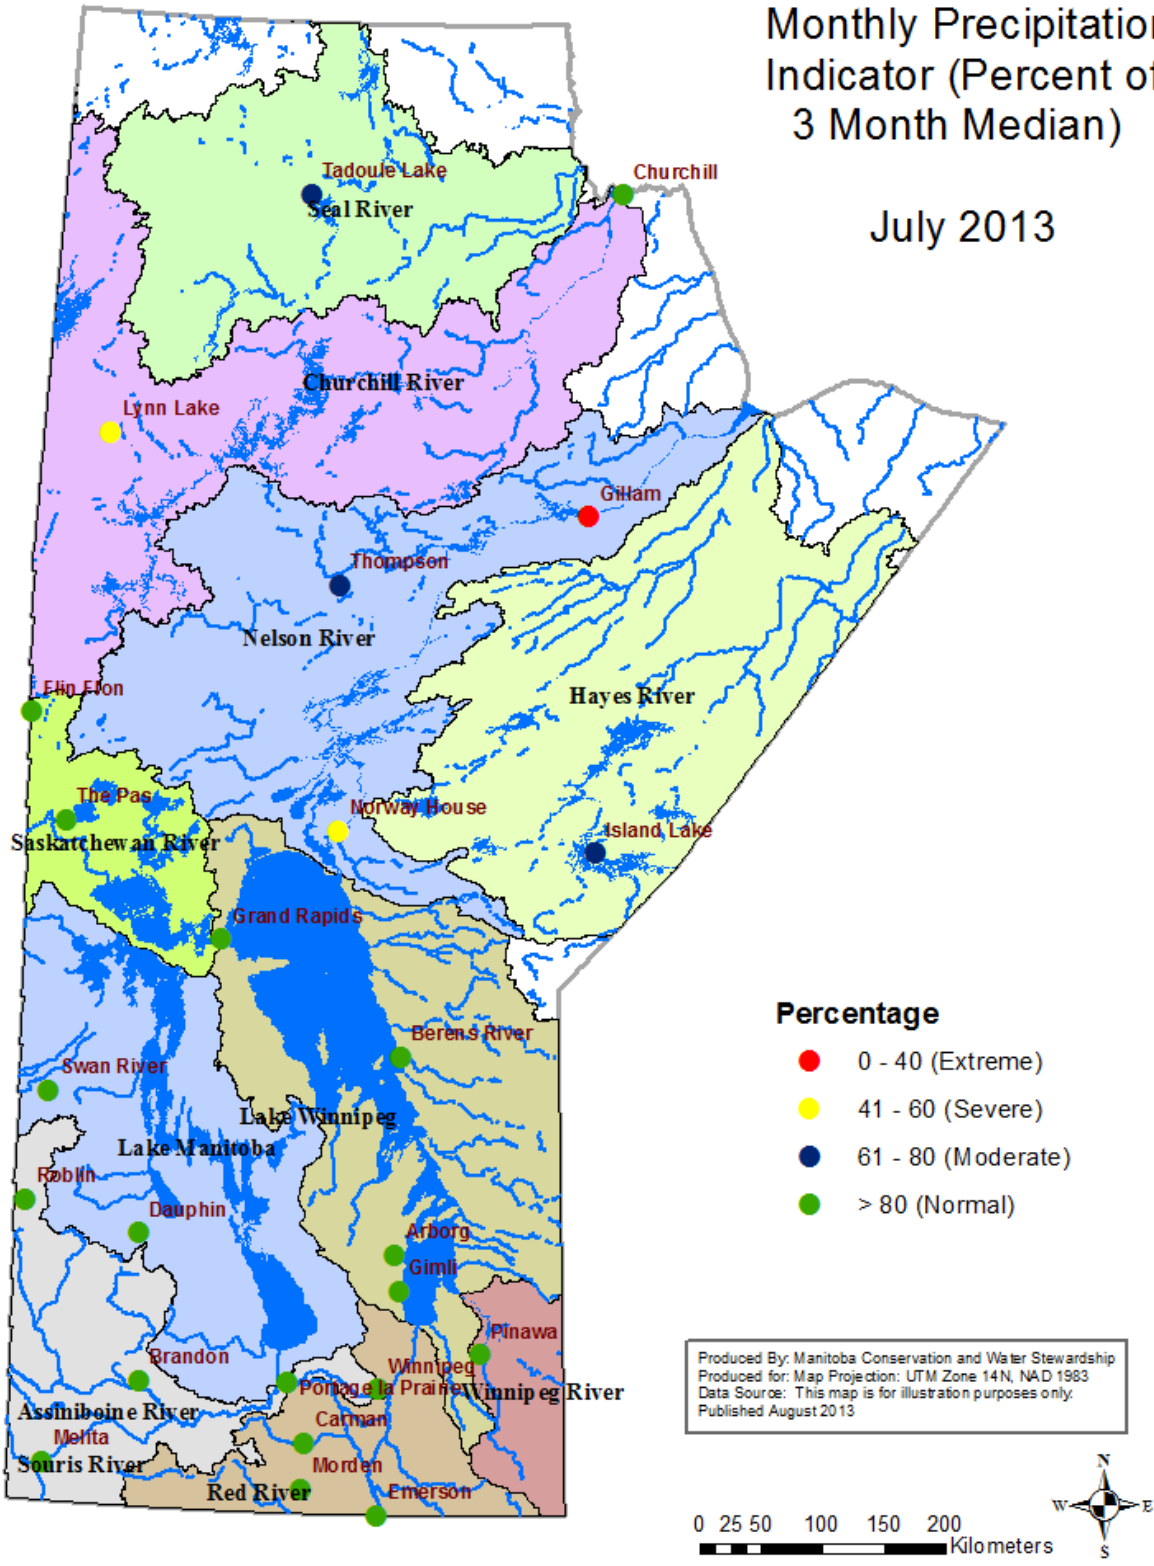 Monthly Precipitation
Indicator (Percent of
3 Month Median)
July 2013
Tadoule Lake
Seal River
Churchill
Churchill River
Lynn Lake
Gillam
Thompson
Nelson River
Flin Flon
Hayes River
The Pas
Norway House
Island Lake
Saskatchewan River
Grand Rapids
Berens River
Swan River
Lake Winnipeg
Lake Manitoba
Roblin
Dauphin
Arborg
Gimli
Pinawa
Brandon
Winnipeg
Portage la Prairie
Winnipeg River
Assiniboine River
Carman
Melita
Souris River
Morden
Red River
Emerson
Percentage
0 - 40 (Extreme)
41 - 60 (Severe)
61 - 80 (Moderate)
> 80 (Normal)
Produced By: Manitoba Conservation and Water Stewardship
Produced for: Map Projection: UTM Zone 14N, NAD 1983
Data Source: This map is for illustration purposes only.
Published August 2013
N
W E
S
0 25 50 100 150 200
Kilometers